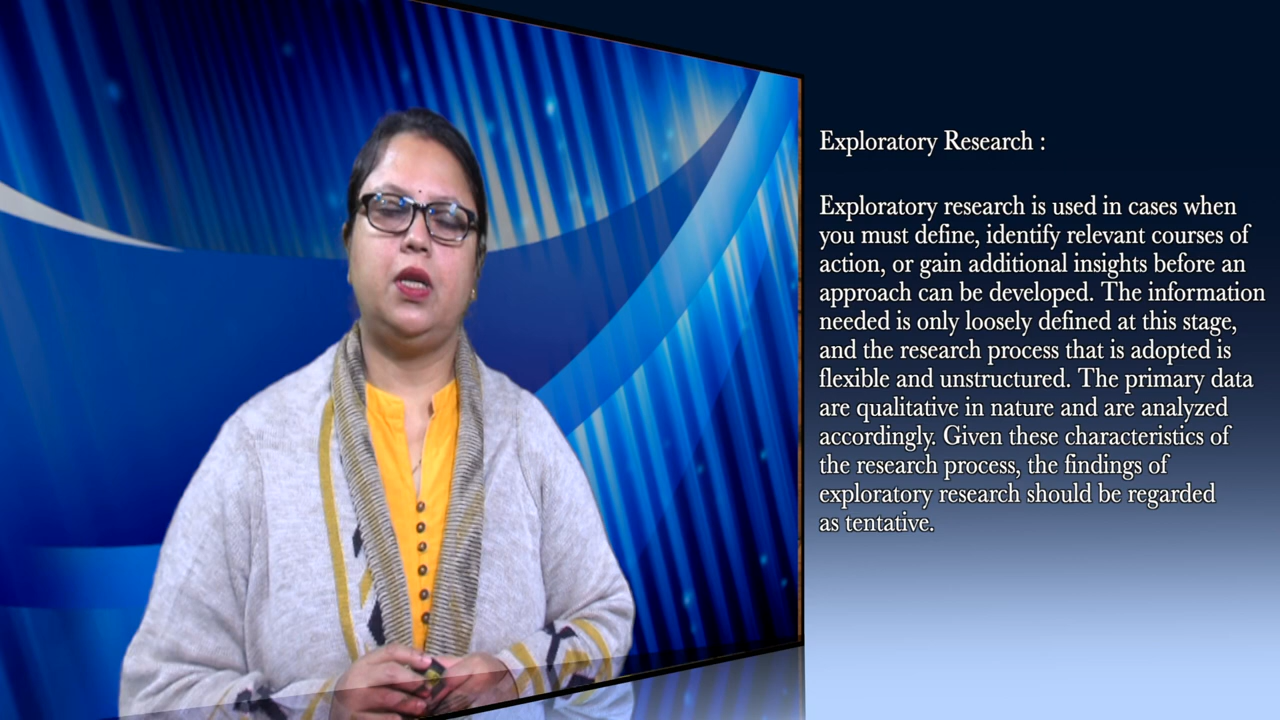 Exploratory Research :
Exploratory research is used in cases when
you must define, identify relevant courses of
action, or gain additional insights before an
approach can be developed. The information
needed is only loosely defined at this stage,
and the research process that is adopted is
flexible and unstructured. The primary data
are qualitative in nature and are analyzed
accordingly. Given these characteristics of
the research process, the findings of
exploratory research should be regarded
as tentative.